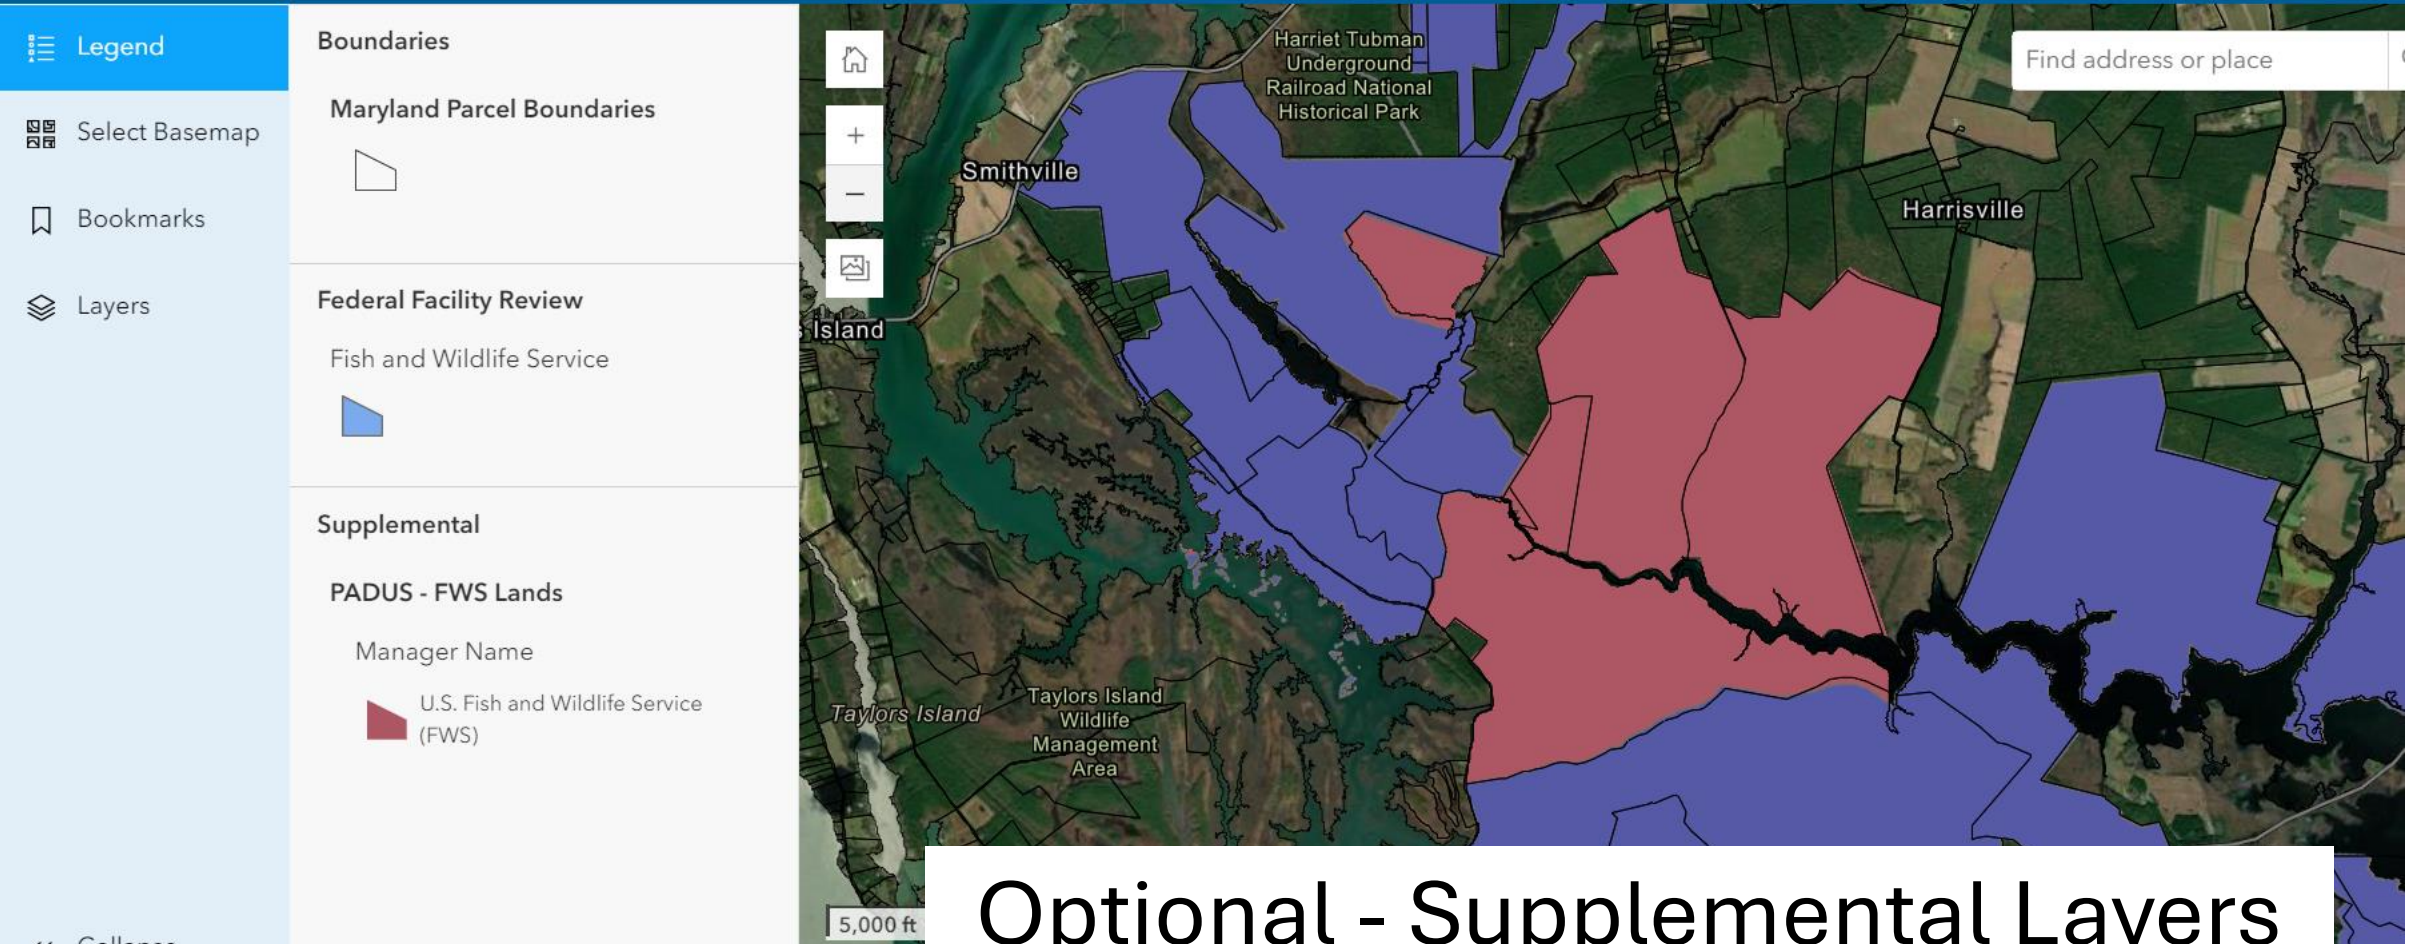 Legend
Select Basemap
Bookmarks
Layers
Collapse
Boundaries
Maryland Parcel Boundaries
Federal Facility Review
Fish and Wildlife Service
Supplemental
PADUS - FWS Lands
Manager Name
U.S. Fish and Wildlife Service
(FWS)
Harriet Tubman
Underground
Railroad National
Historical Park
Find address or place
Smithville
Harrisville
Island
Taylors Island
Taylors Island
Wildlife
Management
Area
5,000 ft
Optional - Supplemental Layers